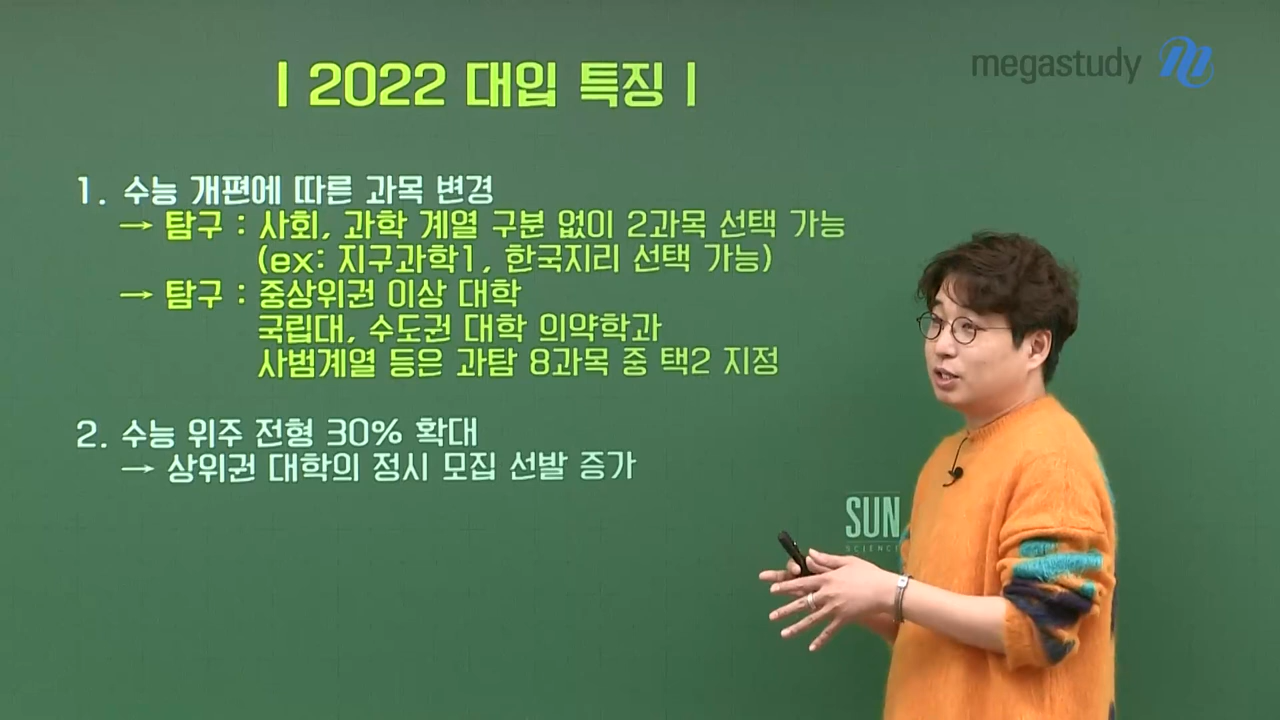 megastudy
| 2022 대입 특징 |
1. 수능 개편에 따른 과목 변경
→ 탐구 : 사회, 과학 계열 구분 없이 2과목 선택 가능
(ex: 지구과학1, 한국지리 선택 가능)
→ 탐구 : 중상위권 이상 대학
국립대, 수도권 대학 의약학과
사범계열 등은 과탐 8과목 중 택2 지정
2. 수능 위주 전형 30% 확대
→ 상위권 대학의 정시 모집 선발 증가
SUN
SCIENCE